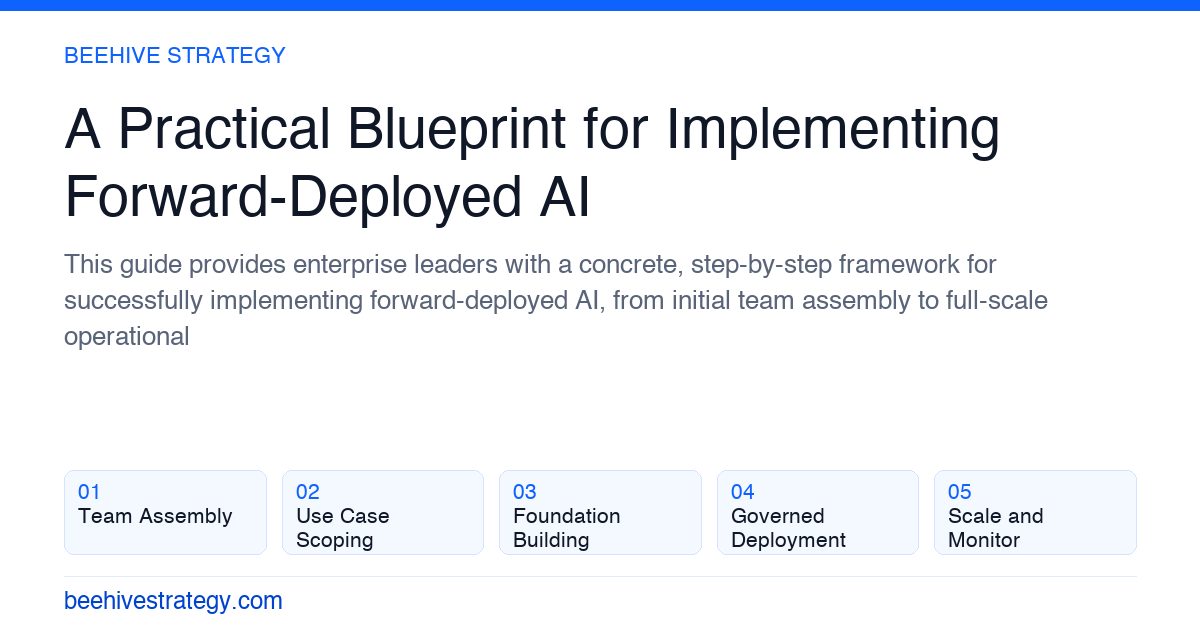 BEEHIVE STRATEGY
A Practical Blueprint for Implementing
Forward-Deployed AI
This guide provides enterprise leaders with a concrete, step-by-step framework for
successfully implementing forward-deployed AI, from initial team assembly to full-scale
operational
01
Team Assembly
02
Use Case
Scoping
03
Foundation
Building
04
Governed
Deployment
05
Scale and
Monitor
beehivestrategy.com